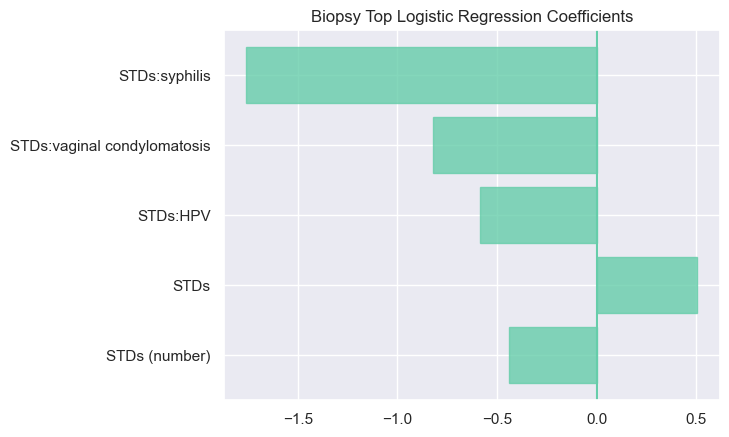 Biopsy Top Logistic Regression Coefficients
STDs:syphilis
STDs:vaginal condylomatosis
STDs:HPV
STDs
STDs (number)
−1.5 −1.0 −0.5 0.0 0.5